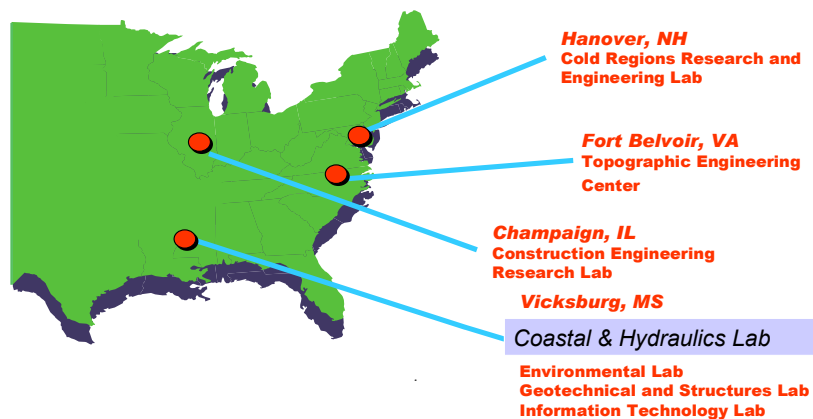 Hanover, NH
Cold Regions Research and
Engineering Lab
Fort Belvoir, VA
Topographic Engineering
Center
Champaign, IL
Construction Engineering
Research Lab
Vicksburg, MS
Coastal & Hydraulics Lab
Environmental Lab
Geotechnical and Structures Lab
Information Technology Lab